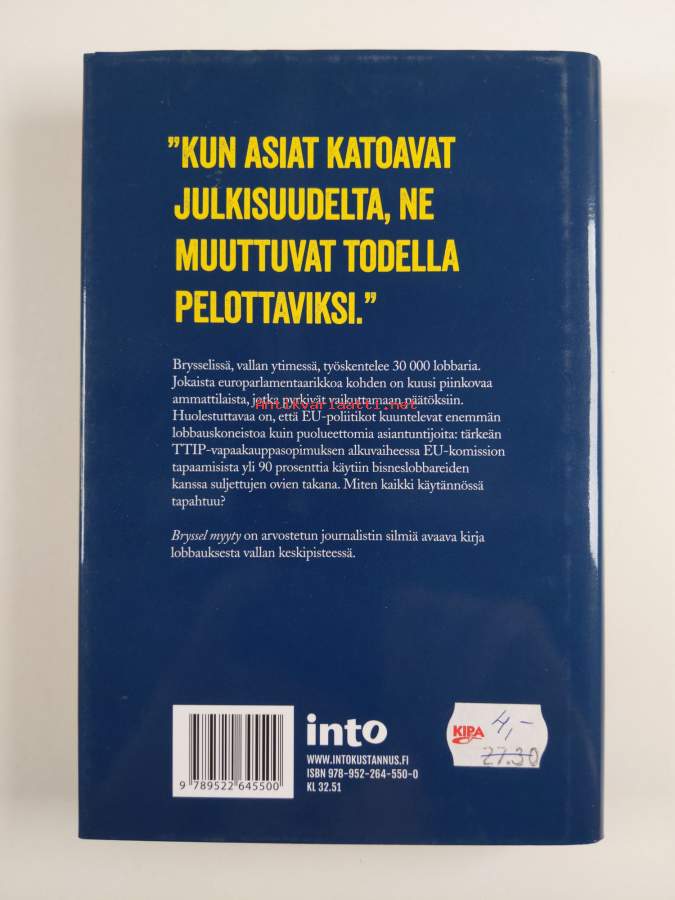 ”KUN ASIAT KATOAVAT
JULKISUUDELTA, NE
MUUTTUVAT TODELLA
PELOTTAVIKSI.”
Brysselissä, vallan ytimessä, työskentelee 30 000 lobbaria.
Jokaista europarlamentaarikkoa kohden on kuusi piinkovaa
ammattilaista, jotka pyrkivät vaikuttamaan päätöksiin.
Antikvariaatti.net
Huolestuttavaa on, että EU-poliitikot kuuntelevat enemmän
lobbauskoneistoa kuin puolueettomia asiantuntijoita: tärkeän
TTIP-vapaakauppasopimuksen alkuvaiheessa EU-komission
tapaamisista yli 90 prosenttia käytiin bisneslobbareiden
kanssa suljettujen ovien takana. Miten kaikki käytännössä
tapahtuu?
Bryssel myyty on arvostetun journalistin silmiä avaava kirja
lobbauksesta vallan keskipisteessä.
9 789522 645500
into
WWW.INTOKUSTANNUS.FI
ISBN 978-952-264-550-0
KL 32.51
KIPA
4,-
27.30